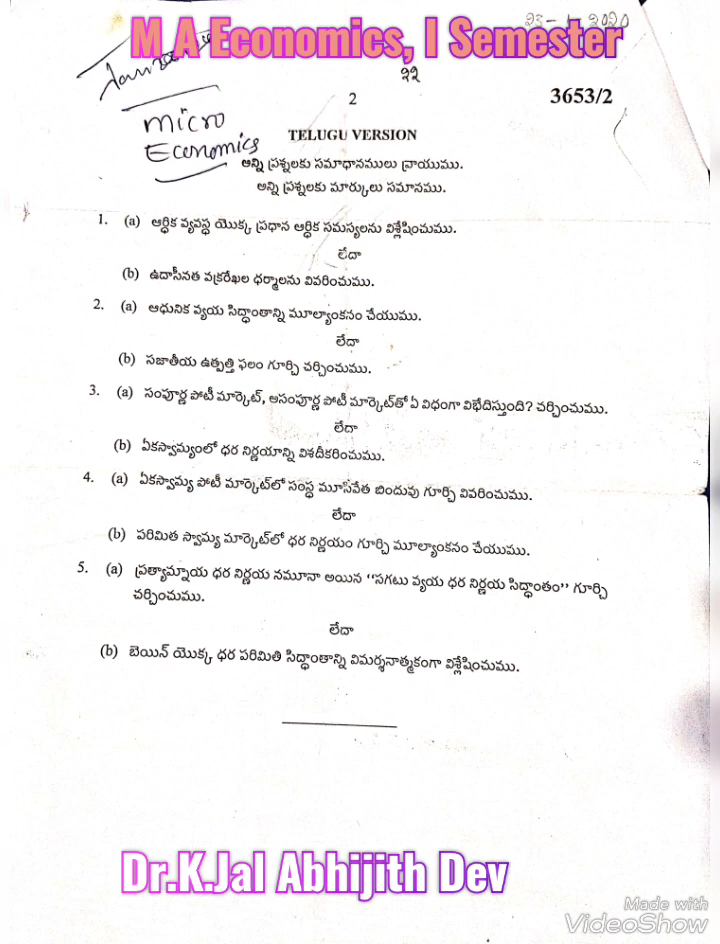 23-1-2020
M A Economics, I Semester
22
2
3653/2
micro
Economics
TELUGU VERSION
అన్ని ప్రశ్నలకు సమాధానములు వ్రాయుము.
అన్ని ప్రశ్నలకు మార్కులు సమానము.
1. (a) ఆర్థిక వ్యవస్థ యొక్క ప్రధాన ఆర్థిక సమస్యలను విశ్లేషించుము.
లేదా
(b) ఉదాసీనత వక్రరేఖల ధర్మాలను వివరించుము.
2. (a) ఆధునిక వ్యయ సిద్ధాంతాన్ని మూల్యాంకనం చేయుము.
లేదా
(b) సజాతీయ ఉత్పత్తి ఫలం గూర్చి చర్చించుము.
3. (a) సంపూర్ణ పోటీ మార్కెట్, అసంపూర్ణ పోటీ మార్కెట్‌తో ఏ విధంగా విభేదిస్తుంది? చర్చించుము.
లేదా
(b) ఏకస్వామ్యంలో ధర నిర్ణయాన్ని విశదీకరించుము.
4. (a) ఏకస్వామ్య పోటీ మార్కెట్‌లో సంస్థ మూసివేత బిందువు గూర్చి వివరించుము.
లేదా
(b) పరిమిత స్వామ్య మార్కెట్‌లో ధర నిర్ణయం గూర్చి మూల్యాంకనం చేయుము.
5. (a) ప్రత్యామ్నాయ ధర నిర్ణయ నమూనా అయిన "సగటు వ్యయ ధర నిర్ణయ సిద్ధాంతం" గూర్చి
చర్చించుము.
లేదా
(b) బెయిన్ యొక్క ధర పరిమితి సిద్ధాంతాన్ని విమర్శనాత్మకంగా విశ్లేషించుము.
Dr.K.Jal Abhijith Dev
Made with
VideoShow